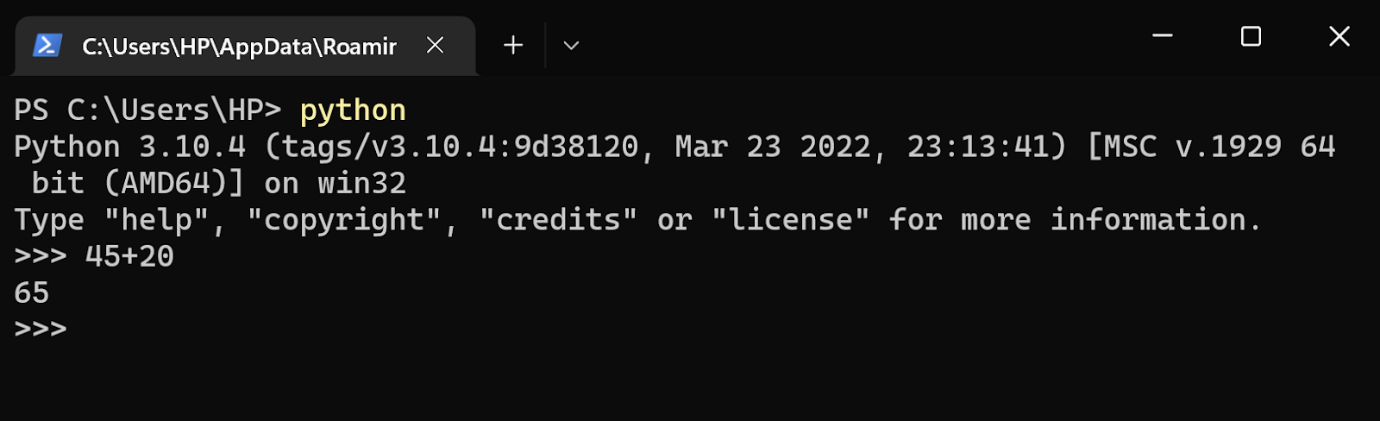 C:\Users\HP\AppData\Roamir
PS C:\Users\HP> python
Python 3.10.4 (tags/v3.10.4:9d38120, Mar 23 2022, 23:13:41) [MSC v.1929 64
 bit (AMD64)] on win32
Type "help", "copyright", "credits" or "license" for more information.
>>> 45+20
65
>>>